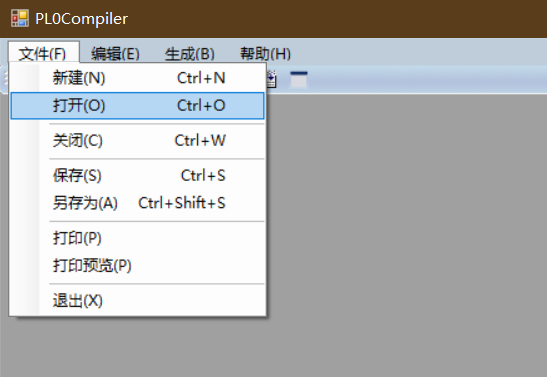 PL0Compiler
文件(F) 编辑(E) 生成(B) 帮助(H)
新建(N) Ctrl+N
打开(O) Ctrl+O
关闭(C) Ctrl+W
保存(S) Ctrl+S
另存为(A) Ctrl+Shift+S
打印(P)
打印预览(P)
退出(X)